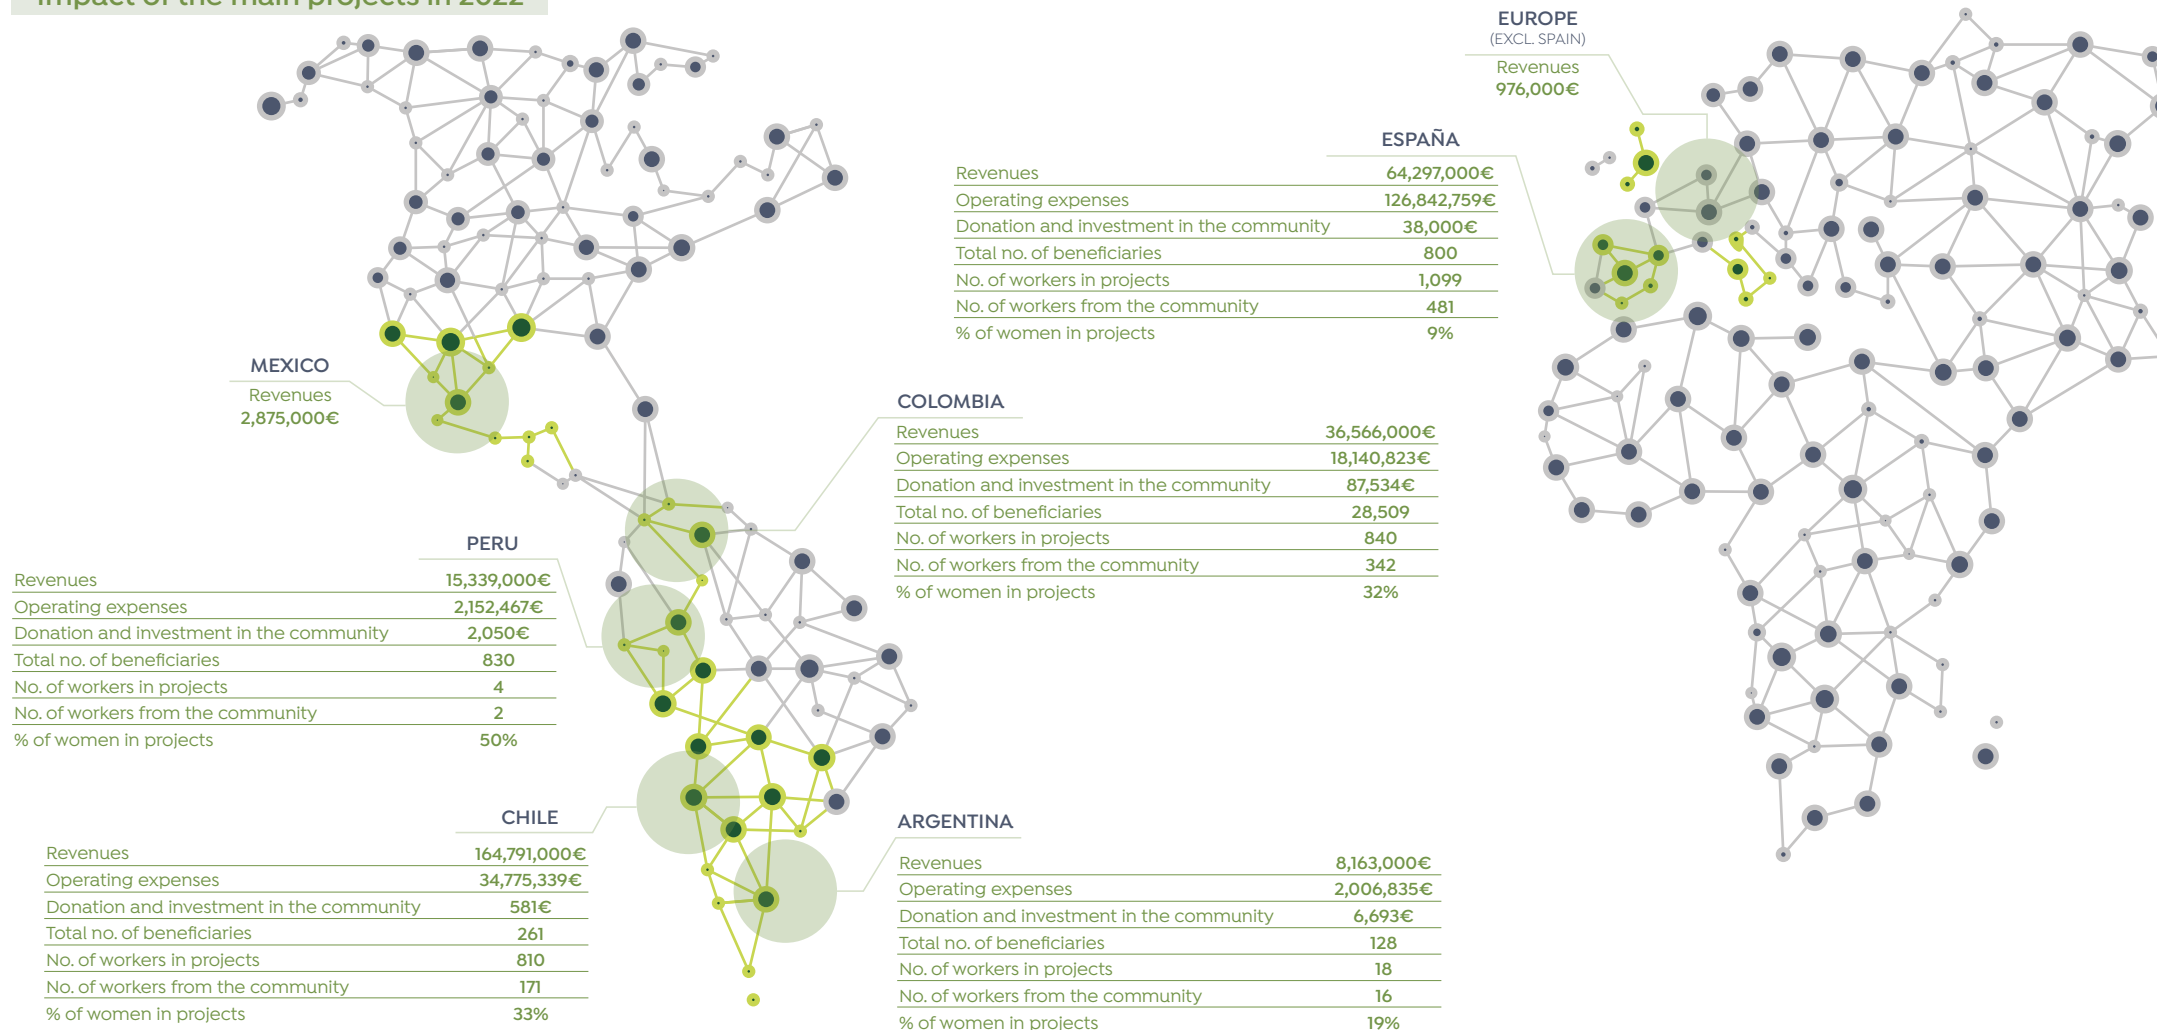 Impact of the main projects in 2022
EUROPE
(EXCL. SPAIN)
Revenues
976,000€
ESPAÑA
Revenues 64,297,000€
Operating expenses 126,842,759€
Donation and investment in the community 38,000€
Total no. of beneficiaries 800
No. of workers in projects 1,099
No. of workers from the community 481
% of women in projects 9%
MEXICO
Revenues
2,875,000€
COLOMBIA
Revenues 36,566,000€
Operating expenses 18,140,823€
Donation and investment in the community 87,534€
Total no. of beneficiaries 28,509
No. of workers in projects 840
No. of workers from the community 342
% of women in projects 32%
PERU
Revenues 15,339,000€
Operating expenses 2,152,467€
Donation and investment in the community 2,050€
Total no. of beneficiaries 830
No. of workers in projects 4
No. of workers from the community 2
% of women in projects 50%
CHILE
Revenues 164,791,000€
Operating expenses 34,775,339€
Donation and investment in the community 581€
Total no. of beneficiaries 261
No. of workers in projects 810
No. of workers from the community 171
% of women in projects 33%
ARGENTINA
Revenues 8,163,000€
Operating expenses 2,006,835€
Donation and investment in the community 6,693€
Total no. of beneficiaries 128
No. of workers in projects 18
No. of workers from the community 16
% of women in projects 19%